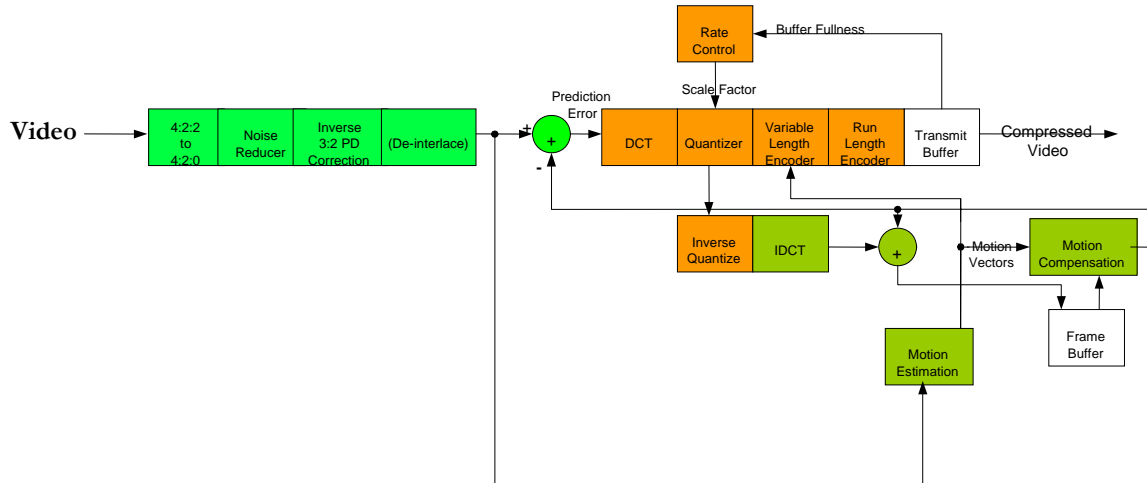 Rate
Control
Buffer Fullness
Scale Factor
Prediction
Error
Video
4:2:2
to
4:2:0
Noise
Reducer
Inverse
3:2 PD
Correction
(De-interlace)
+
+
-
DCT
Quantizer
Variable
Length
Encoder
Run
Length
Encoder
Transmit
Buffer
Compressed
Video
Inverse
Quantize
IDCT
+
Motion
Vectors
Motion
Compensation
Frame
Buffer
Motion
Estimation